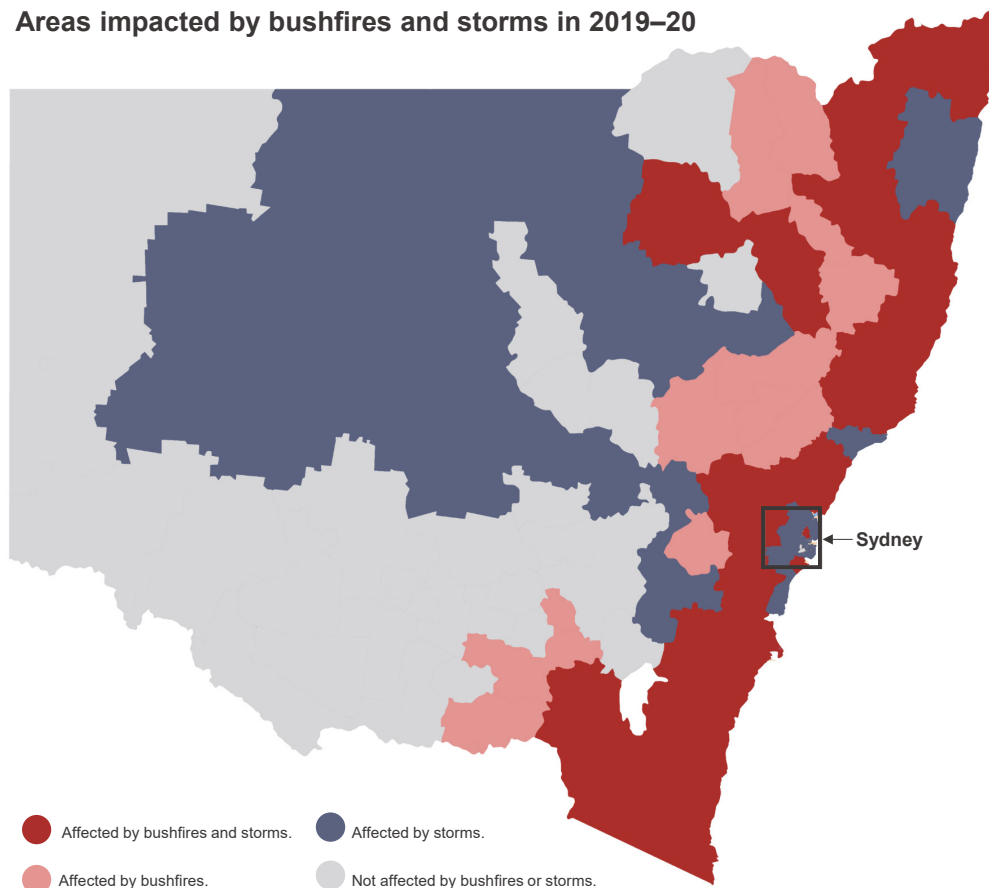 Areas impacted by bushfires and storms in 2019–20
Sydney
Affected by bushfires and storms.
Affected by storms.
Affected by bushfires.
Not affected by bushfires or storms.